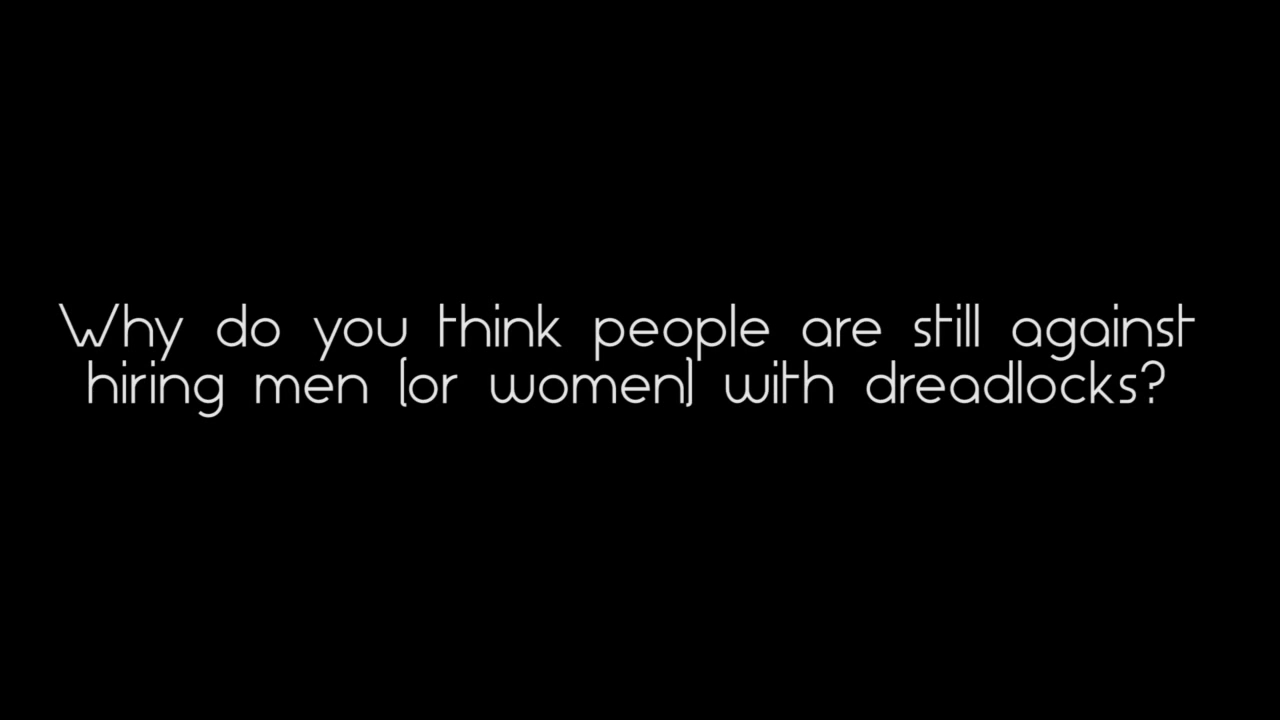 Why do you think people are still against
hiring men (or women) with dreadlocks?